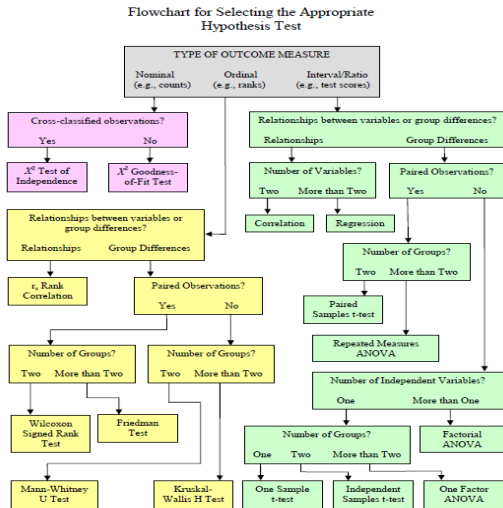 Flowchart for Selecting the Appropriate
Hypothesis Test
TYPE OF OUTCOME MEASURE
Nominal Ordinal Interval/Ratio
(e.g., counts) (e.g., ranks) (e.g., test scores)
Cross-classified observations?
Yes No
X² Test of
Independence
X² Goodness-
of-Fit Test
Relationships between variables or group differences?
Relationships Group Differences
Number of Variables?
Two More than Two
Correlation
Regression
Paired Observations?
Yes No
Number of Groups?
Two More than Two
Paired
Samples t-test
Repeated Measures
ANOVA
Number of Independent Variables?
One More than One
Factorial
ANOVA
Number of Groups?
One Two More than Two
One Sample
t-test
Independent
Samples t-test
One Factor
ANOVA
Relationships between variables or
group differences?
Relationships Group Differences
rₛ Rank
Correlation
Paired Observations?
Yes No
Number of Groups?
Two More than Two
Wilcoxon
Signed Rank
Test
Friedman
Test
Number of Groups?
Two More than Two
Mann-Whitney
U Test
Kruskal-
Wallis H Test